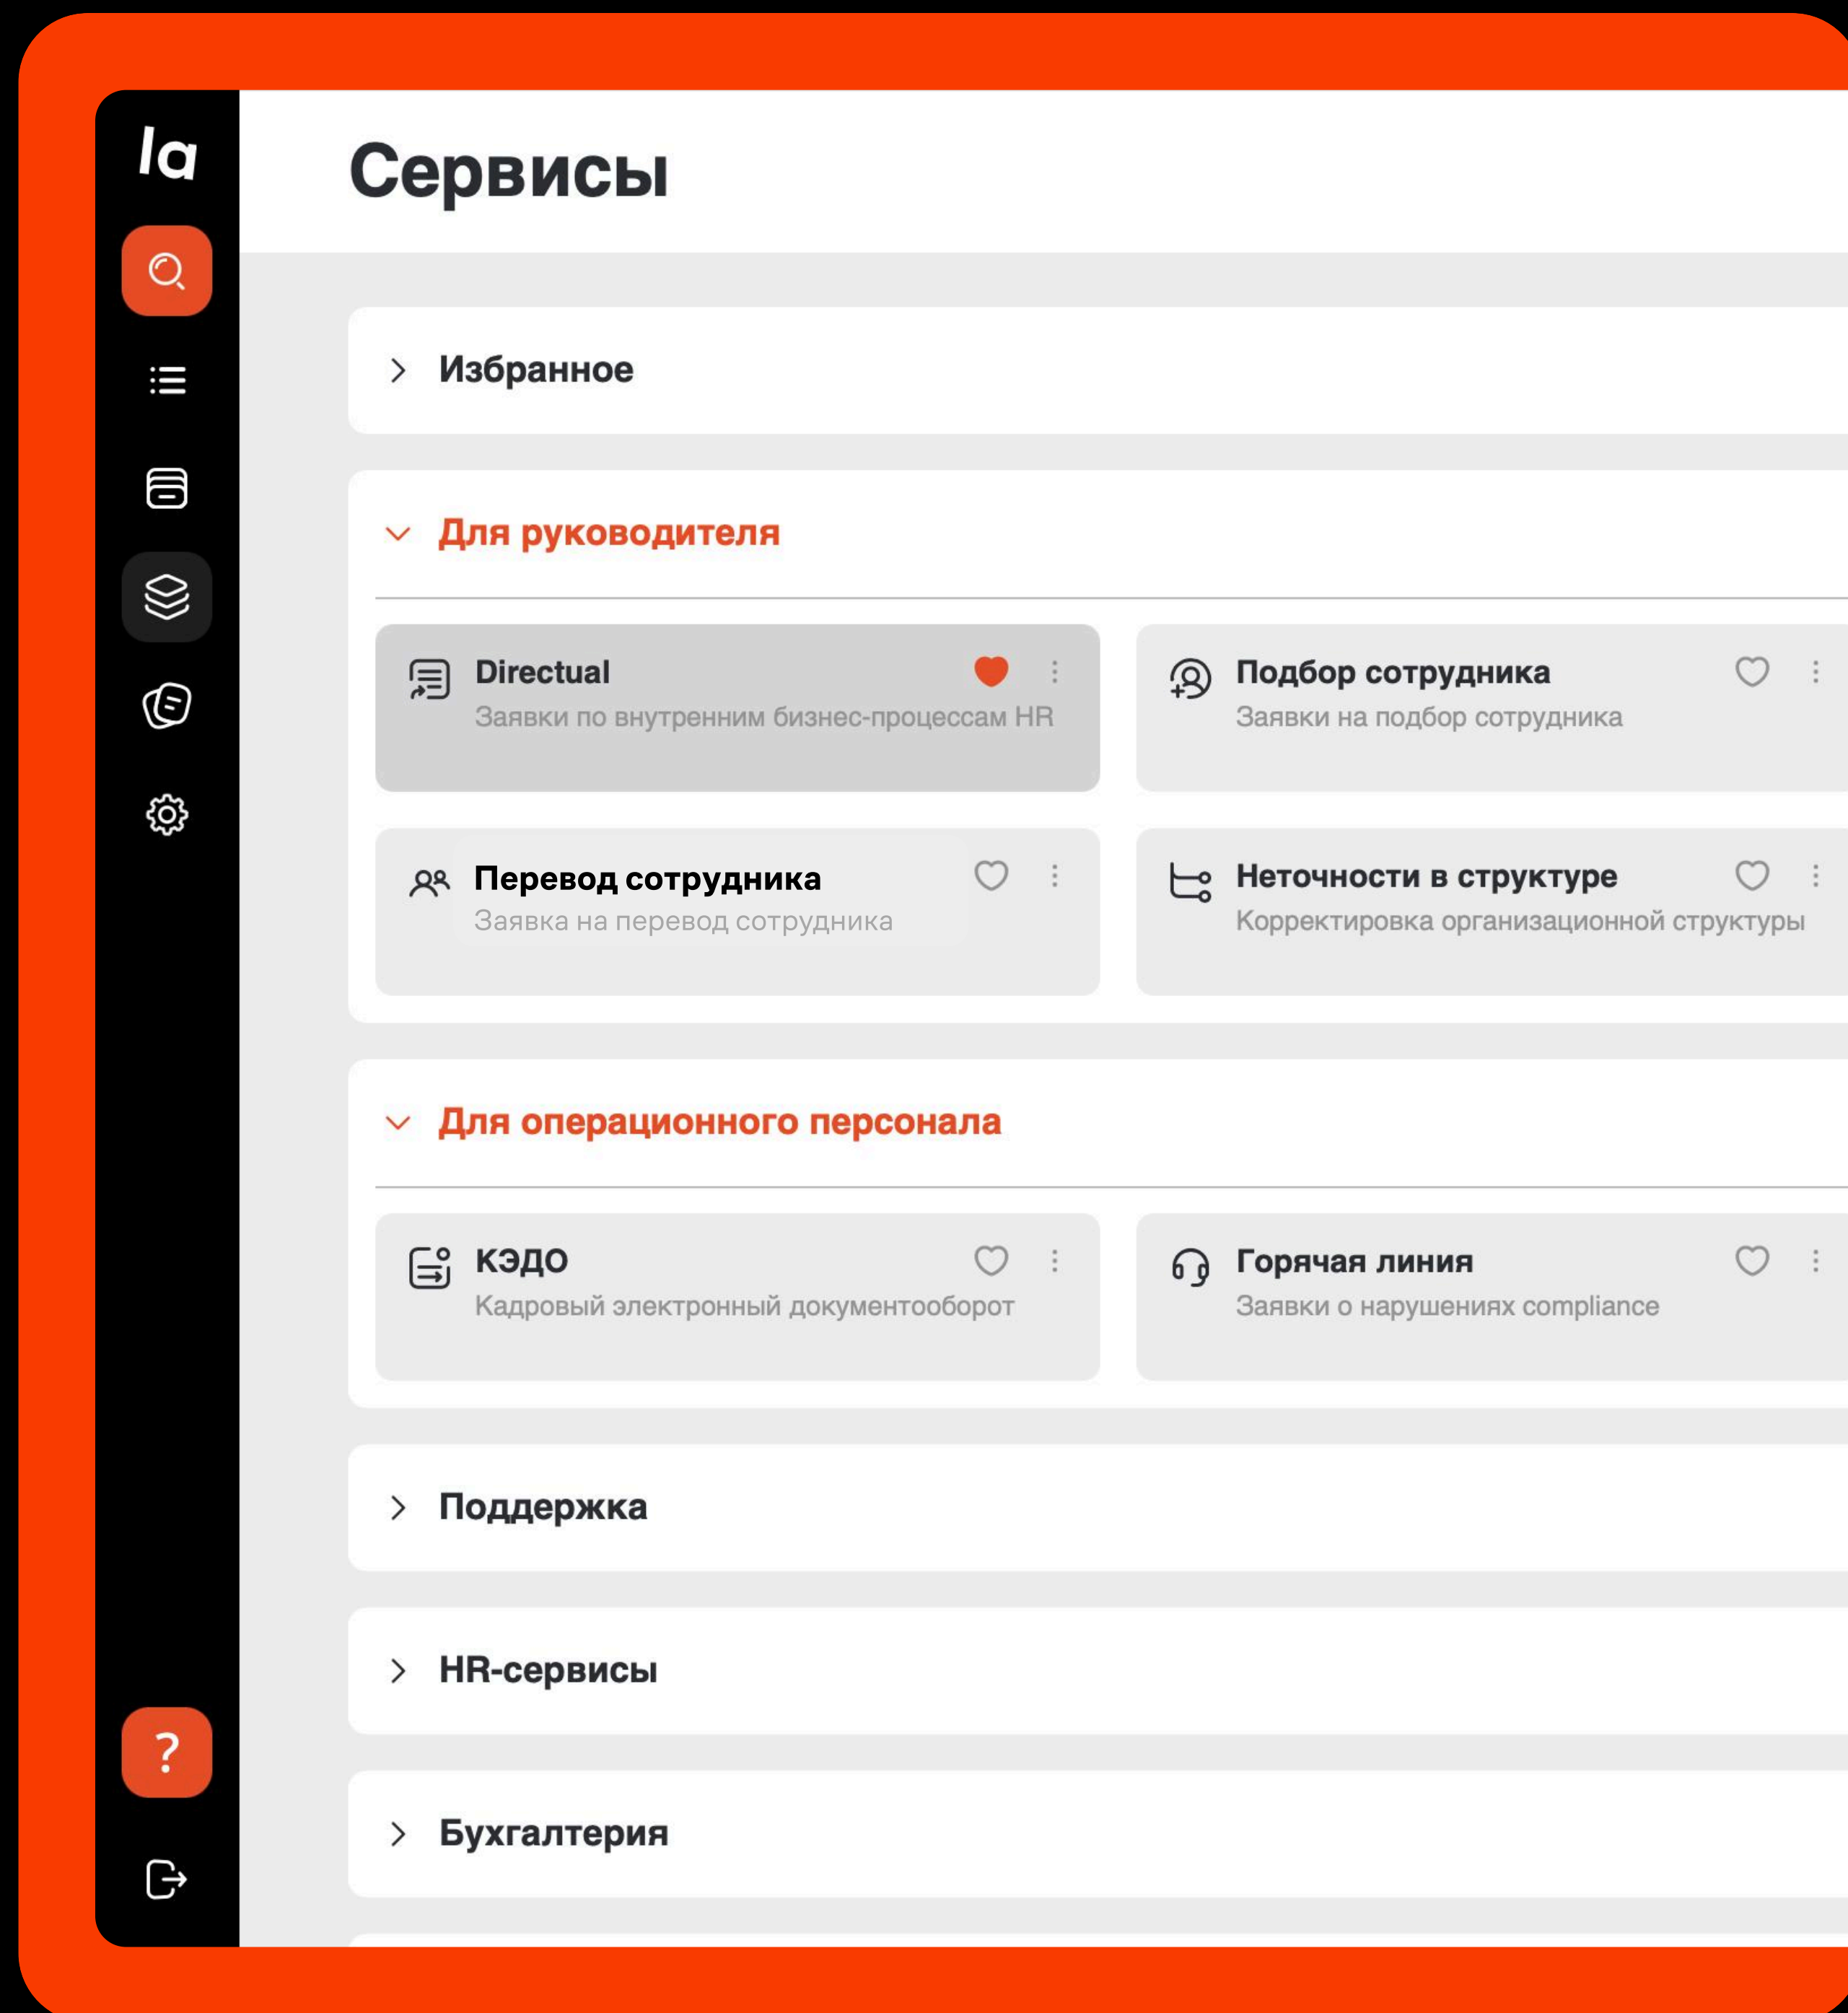 la
Сервисы
Избранное
Для руководителя
Directual
Заявки по внутренним бизнес-процессам HR
Подбор сотрудника
Заявки на подбор сотрудника
Перевод сотрудника
Заявка на перевод сотрудника
Неточности в структуре
Корректировка организационной структуры
Для операционного персонала
КЭДО
Кадровый электронный документооборот
Горячая линия
Заявки о нарушениях compliance
Поддержка
HR-сервисы
?
Бухгалтерия